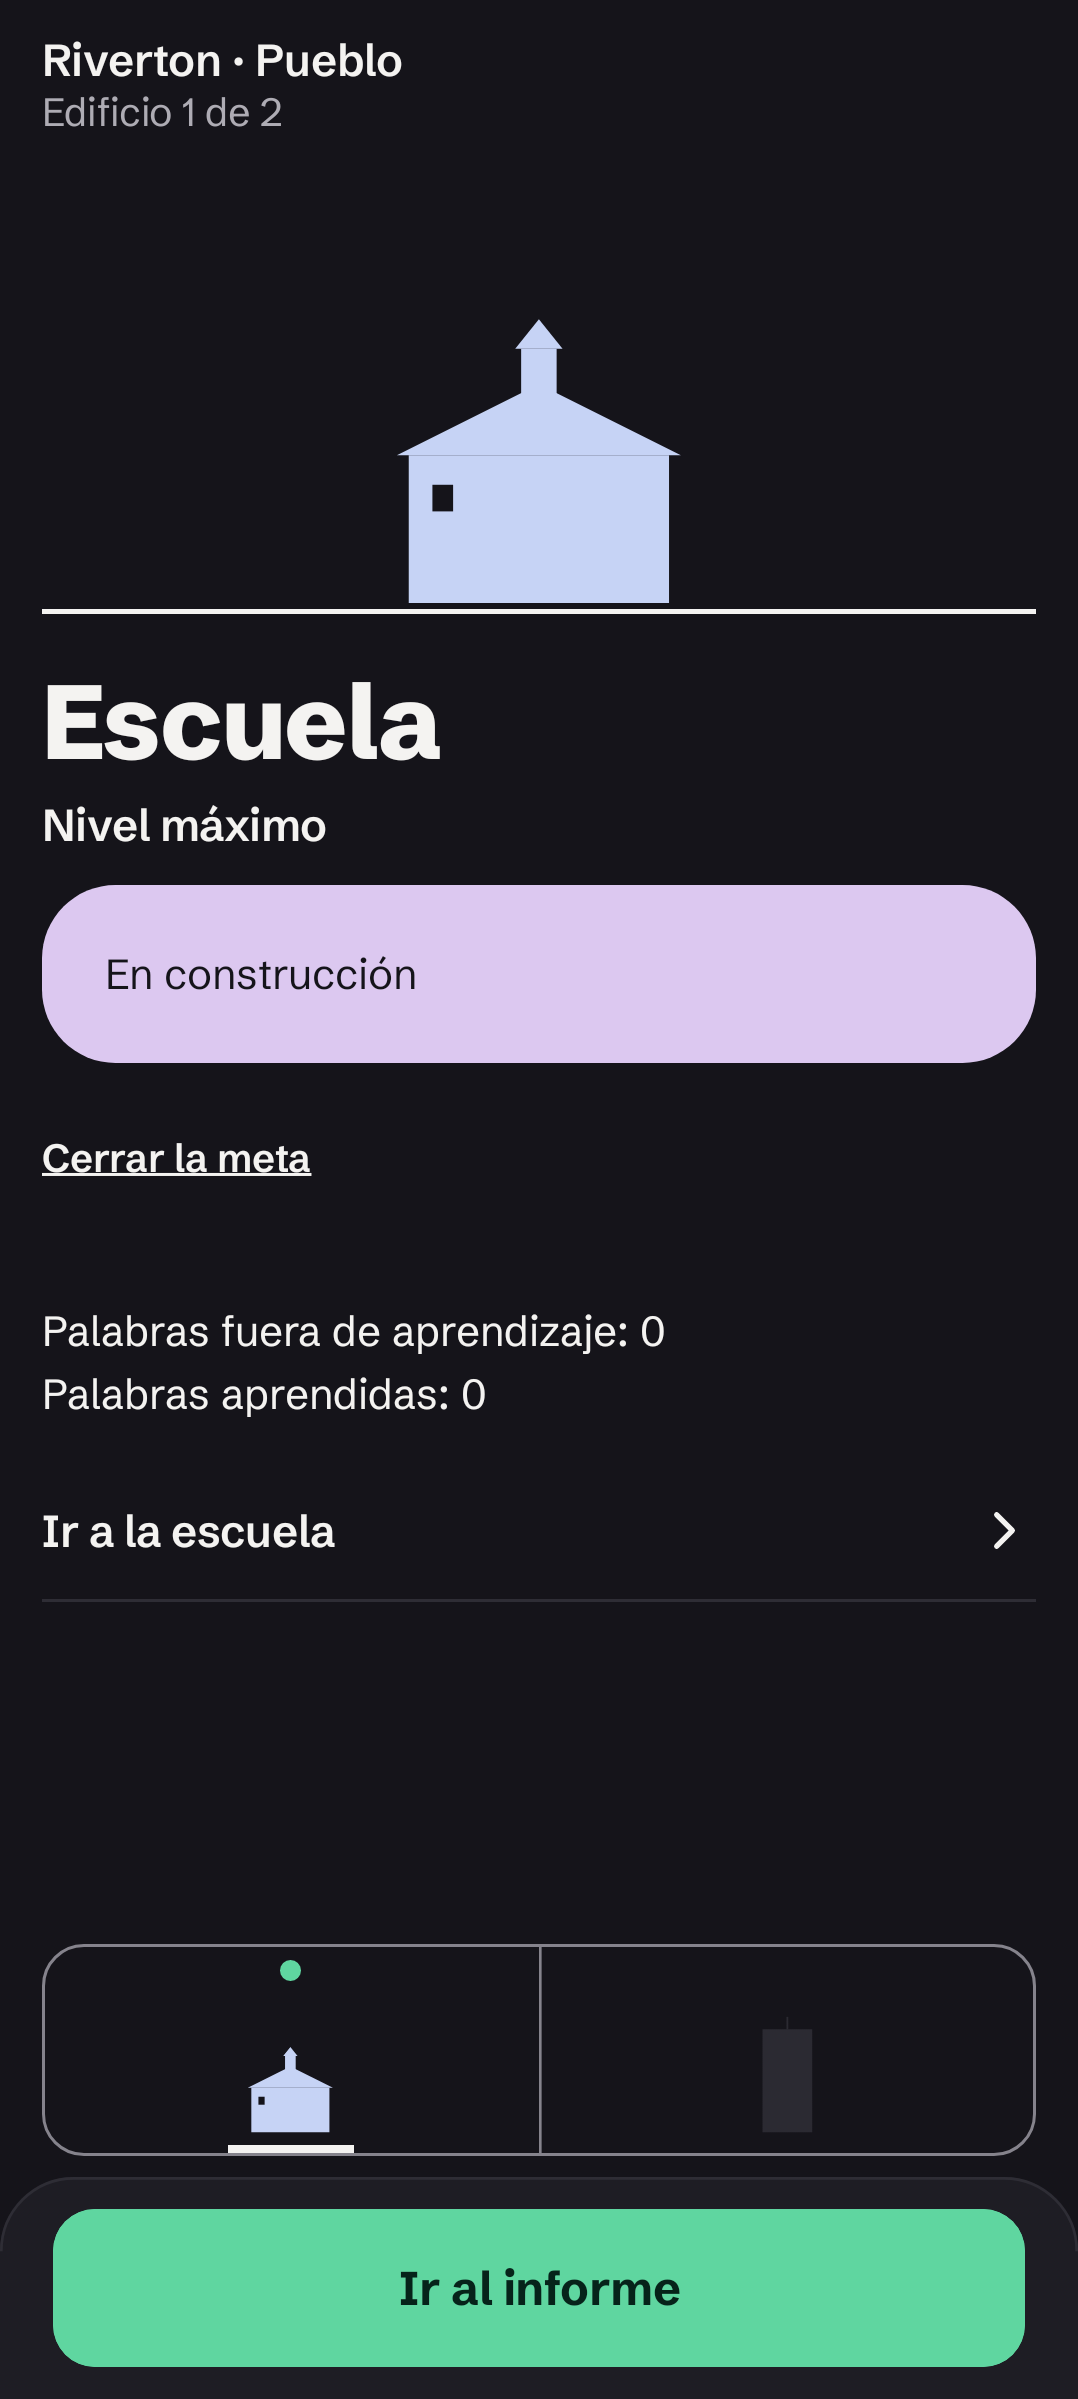 Riverton · Pueblo
Edificio 1 de 2
Escuela
Nivel máximo
En construcción
Cerrar la meta
Palabras fuera de aprendizaje: 0
Palabras aprendidas: 0
Ir a la escuela
Ir al informe